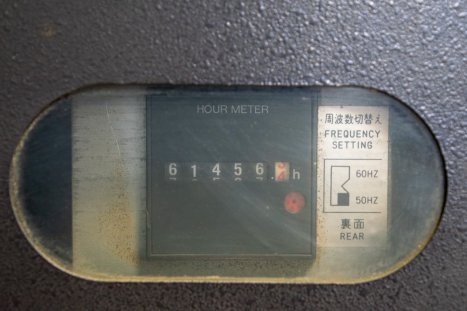 HOUR METER
61456 h
周波数切替え
FREQUENCY
SETTING
60HZ
50HZ
裏面
REAR